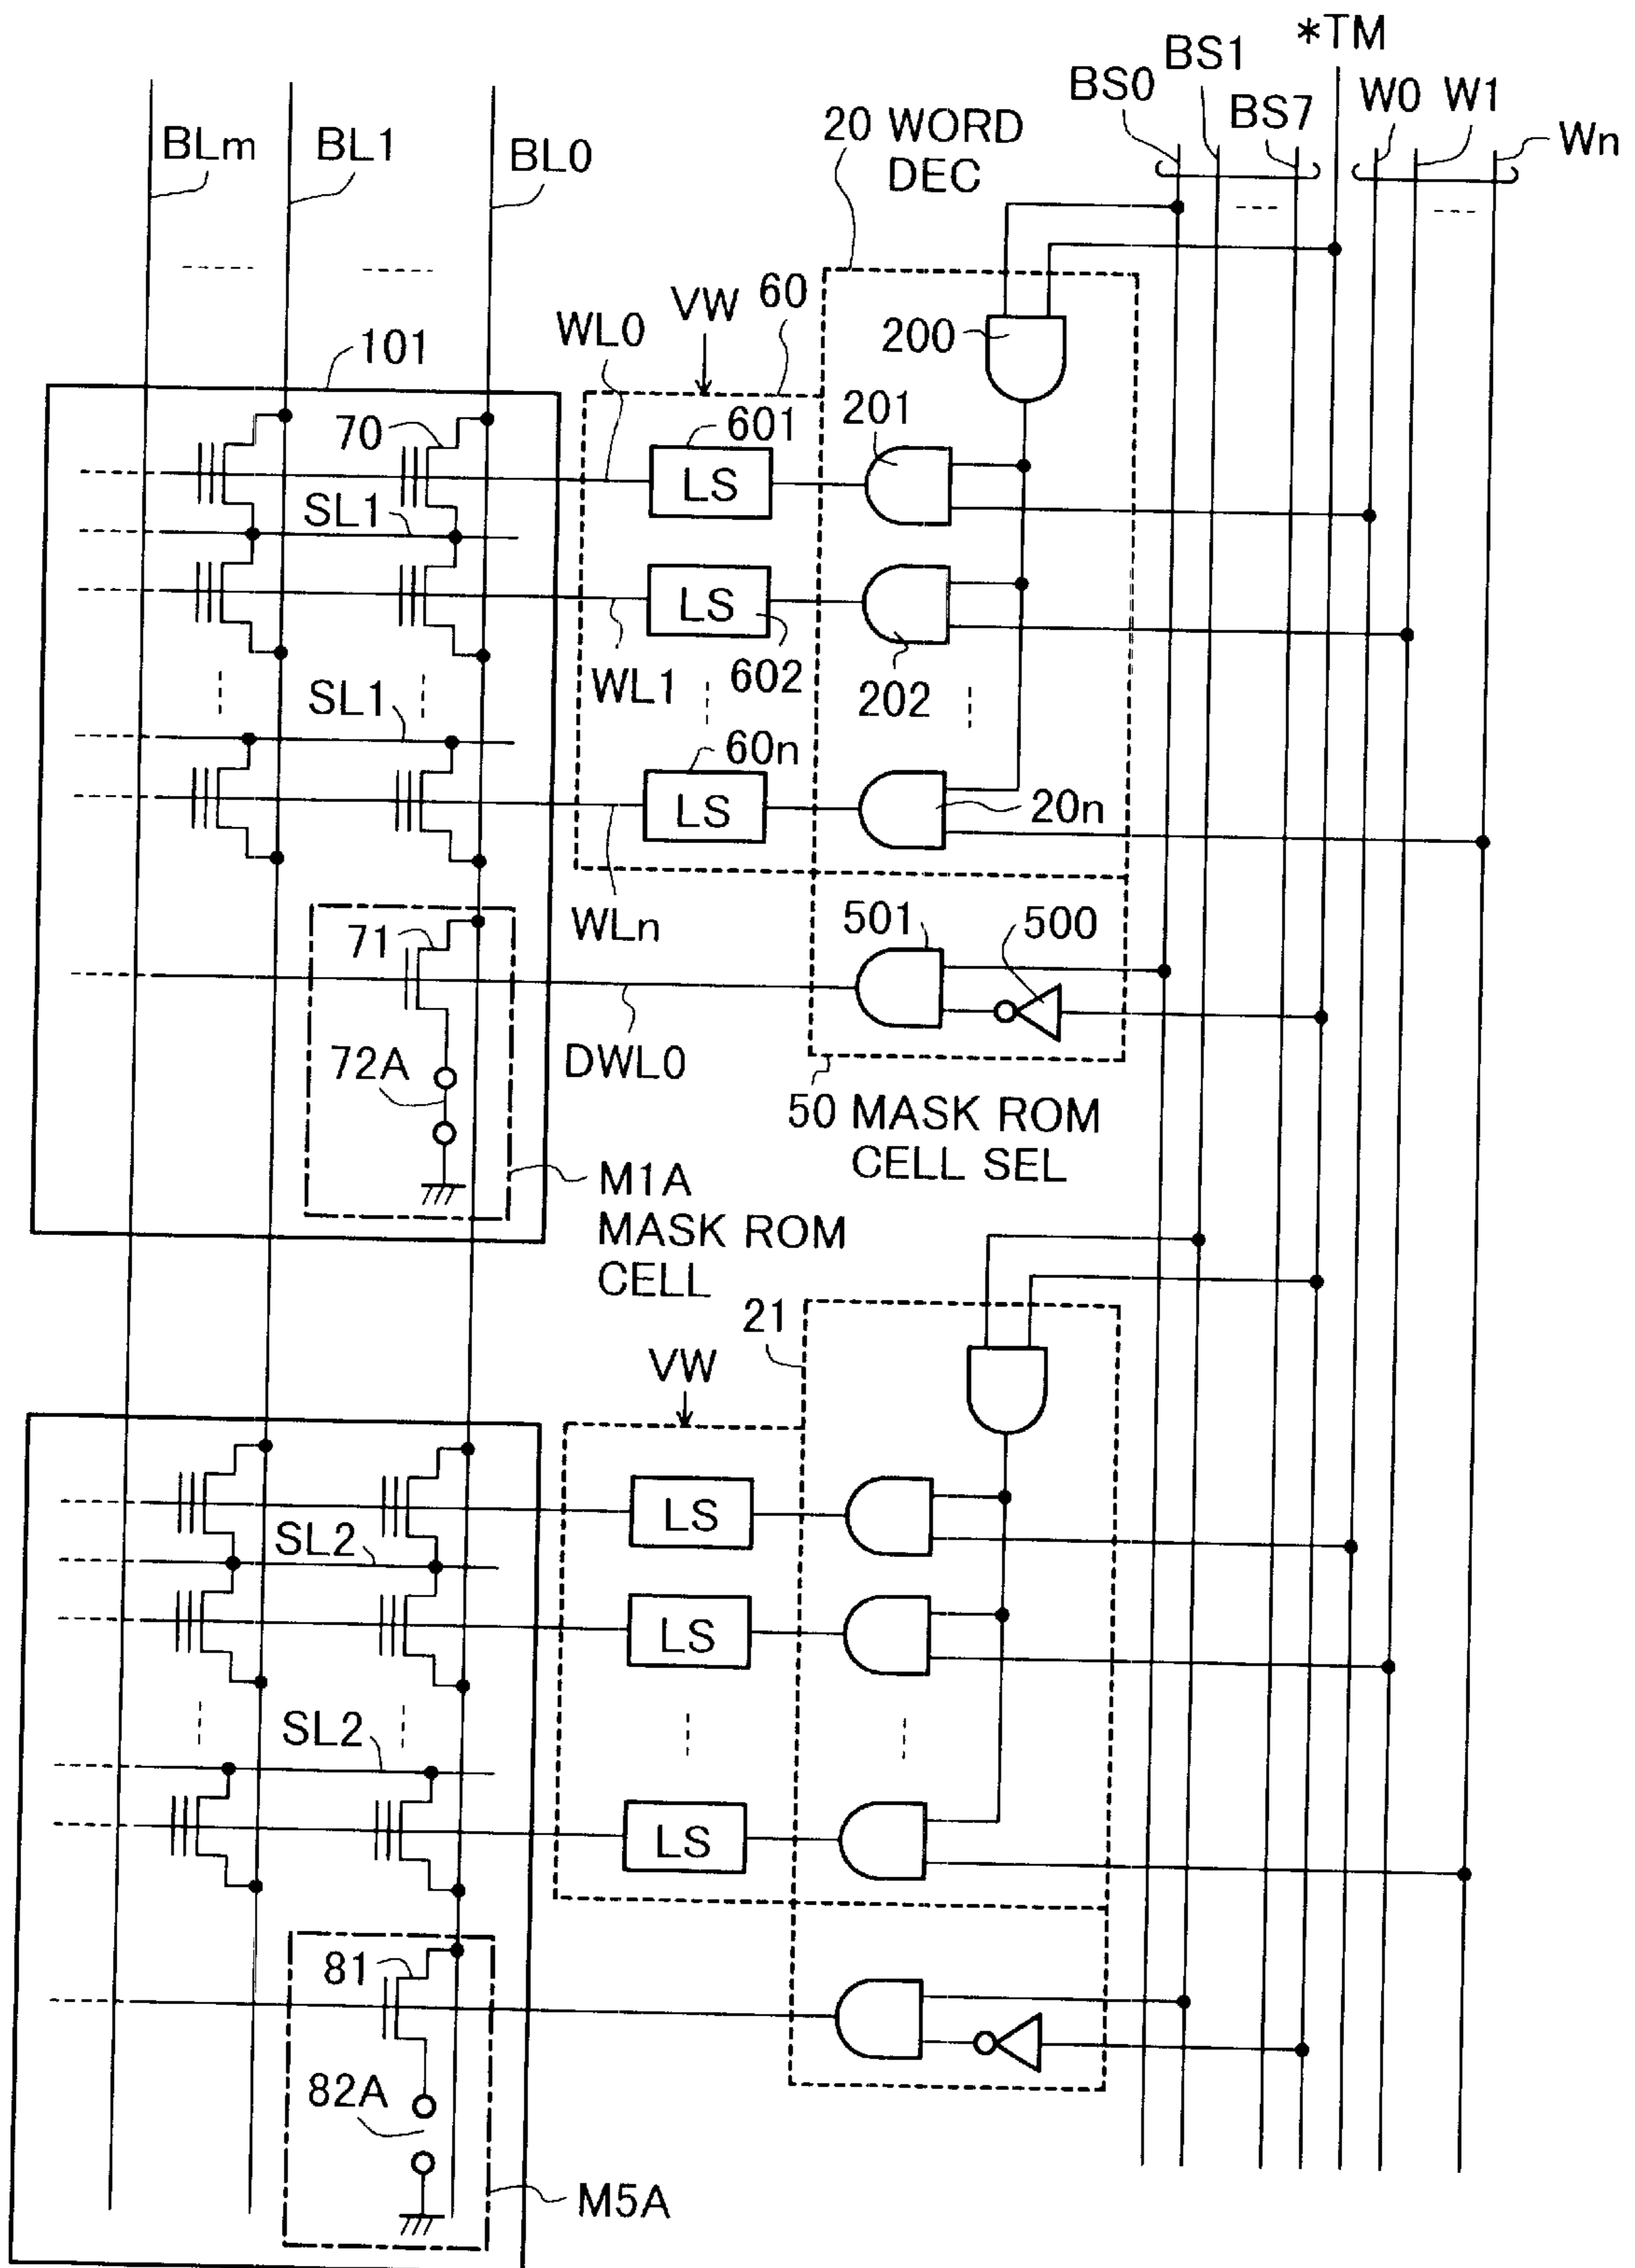 *TM
BS1
BS0
BS7
W0
W1
Wn
20 WORD
DEC
BLm
BL1
BL0
VW
60
WL0
200
101
201
601
70
LS
SL1
LS
WL1
602
202
SL1
60n
LS
20n
WLn
501
500
71
DWL0
72A
50 MASK ROM
CELL SEL
M1A
MASK ROM
CELL
21
VW
LS
SL2
LS
SL2
LS
81
82A
M5A